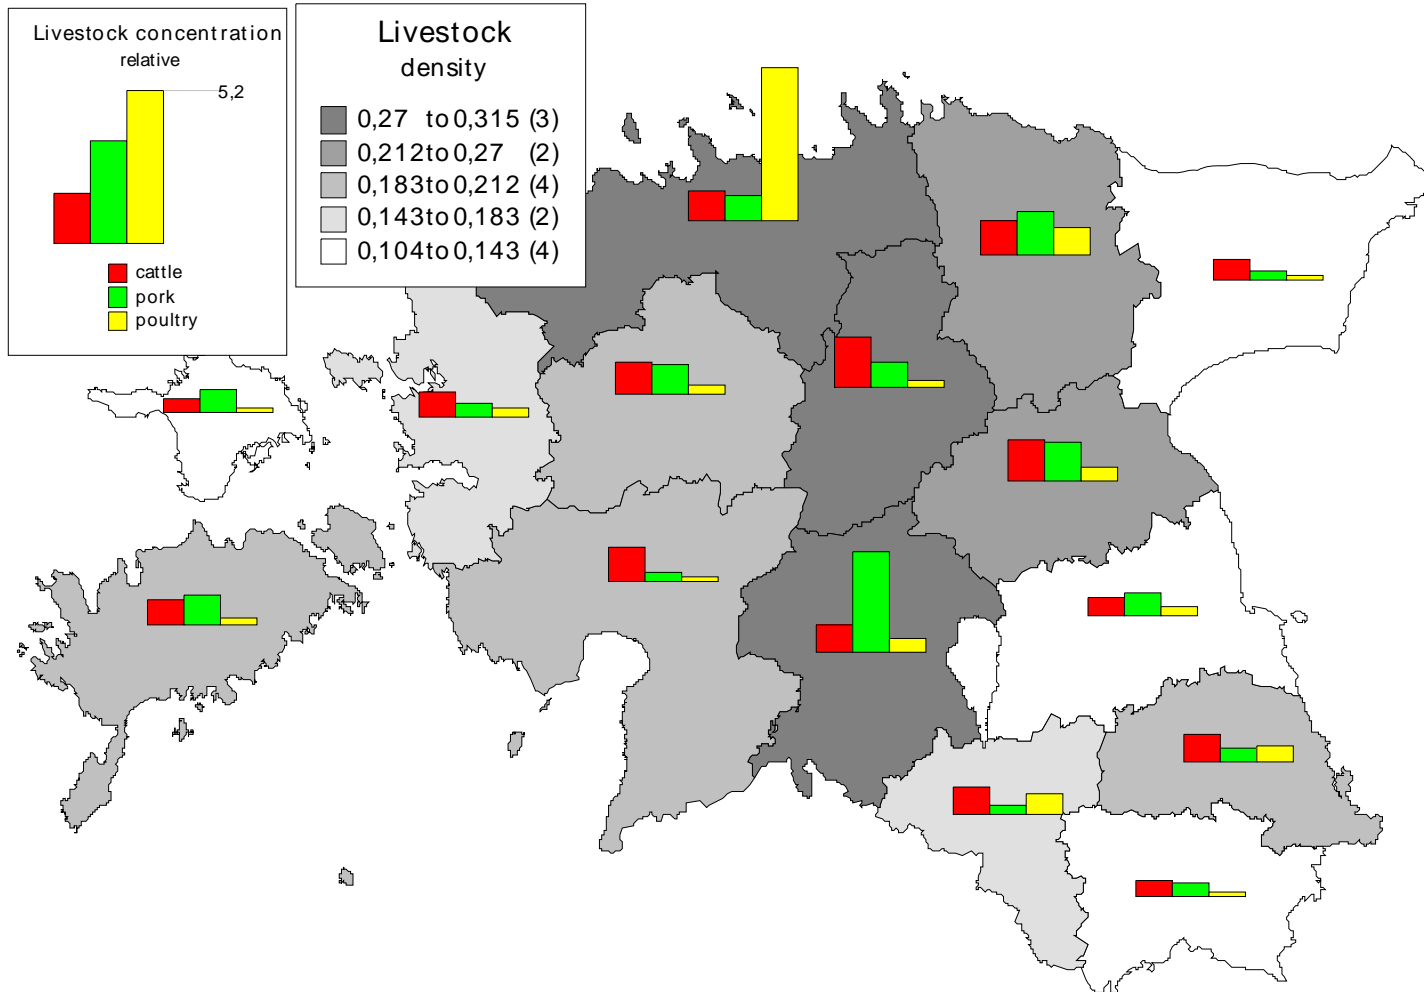 Livestock concentration
relative
5,2
cattle
pork
poultry
Livestock
density
0,27 to 0,315 (3)
0,212 to 0,27 (2)
0,183 to 0,212 (4)
0,143 to 0,183 (2)
0,104 to 0,143 (4)